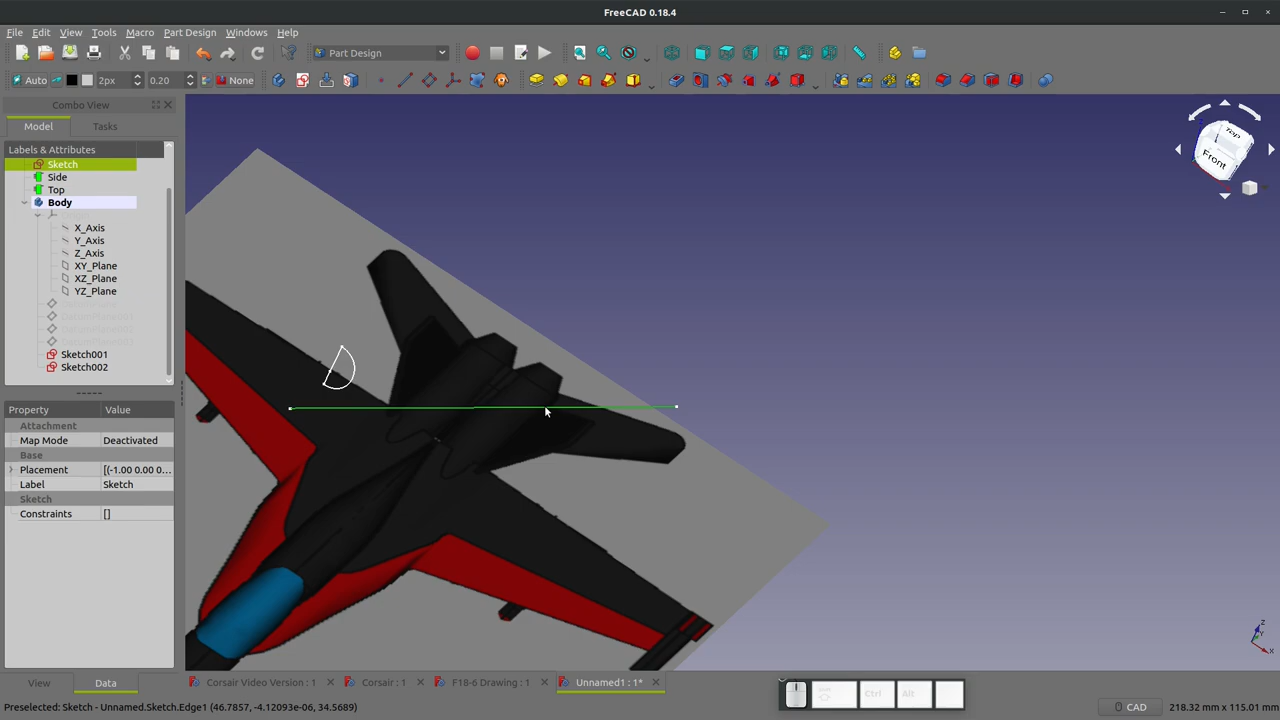 FreeCAD 0.18.4
File Edit View Tools Macro Part Design Windows Help
Part Design
Auto 2px 0.20 None
Combo View
Model Tasks
Labels & Attributes
Sketch
Side
Top
Body
X_Axis
Y_Axis
Z_Axis
XY_Plane
XZ_Plane
YZ_Plane
Sketch001
Sketch002
Property Value
Attachment
Map Mode Deactivated
Base
Placement [(-1.00 0.00 0...
Label Sketch
Sketch
Constraints []
View Data
Top
Front
Z
Y
X
Corsair Video Version : 1 Corsair : 1 F18-6 Drawing : 1 Unnamed1 : 1*
Ctrl Alt
Preselected: Sketch - Unnamed.Sketch.Edge1 (46.7857, -4.12093e-06, 34.5689) CAD 218.32 mm x 115.01 mm